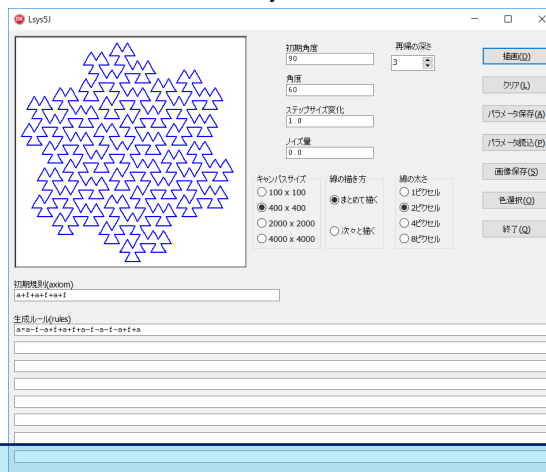 Lsys5J
初期角度
90
再帰の深さ
3
角度
60
ステップサイズ変化
1.0
ノイズ量
0.0
描画(O)
クリア(L)
パラメータ保存(A)
パラメータ読込(P)
画像保存(S)
色選択(O)
終了(Q)
キャンバスサイズ
100 x 100
400 x 400
2000 x 2000
4000 x 4000
線の描き方
まとめて描く
次々と描く
線の太さ
1ピクセル
2ピクセル
4ピクセル
8ピクセル
初期規則(axiom)
a+f+a+f+a+f
生成ルール(rules)
a=a-f-a+f+a+f+a-f-a-f-a+f+a